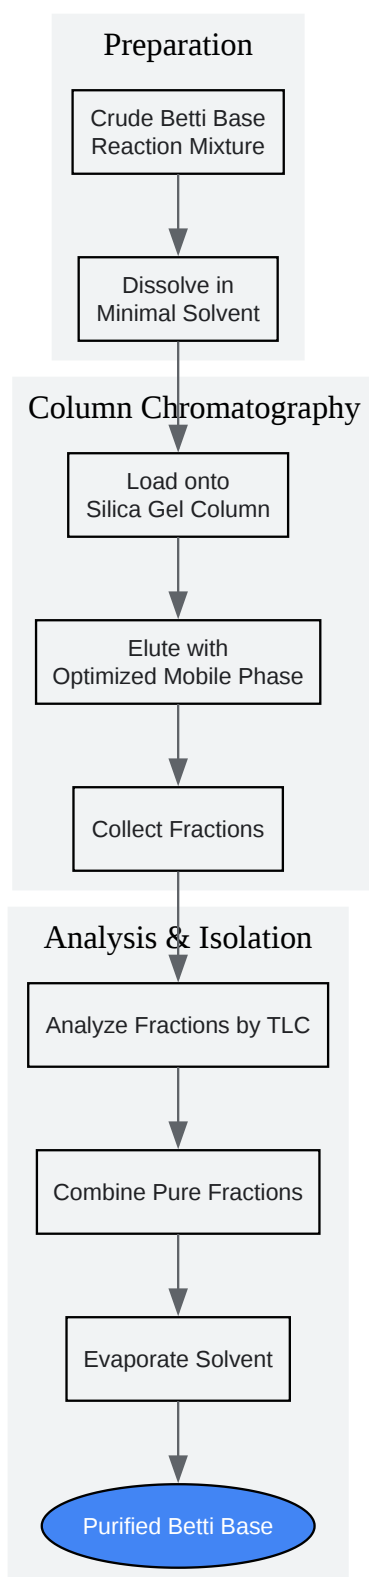 Preparation
Crude Betti Base
Reaction Mixture
Dissolve in
Minimal Solvent
Column Chromatography
Load onto
Silica Gel Column
Elute with
Optimized Mobile Phase
Collect Fractions
Analysis & Isolation
Analyze Fractions by TLC
Combine Pure Fractions
Evaporate Solvent
Purified Betti Base